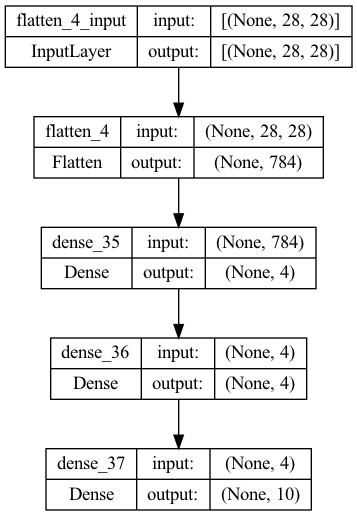 flatten_4_input input: [(None, 28, 28)]
InputLayer output: [(None, 28, 28)]
flatten_4 input: (None, 28, 28)
Flatten output: (None, 784)
dense_35 input: (None, 784)
Dense output: (None, 4)
dense_36 input: (None, 4)
Dense output: (None, 4)
dense_37 input: (None, 4)
Dense output: (None, 10)